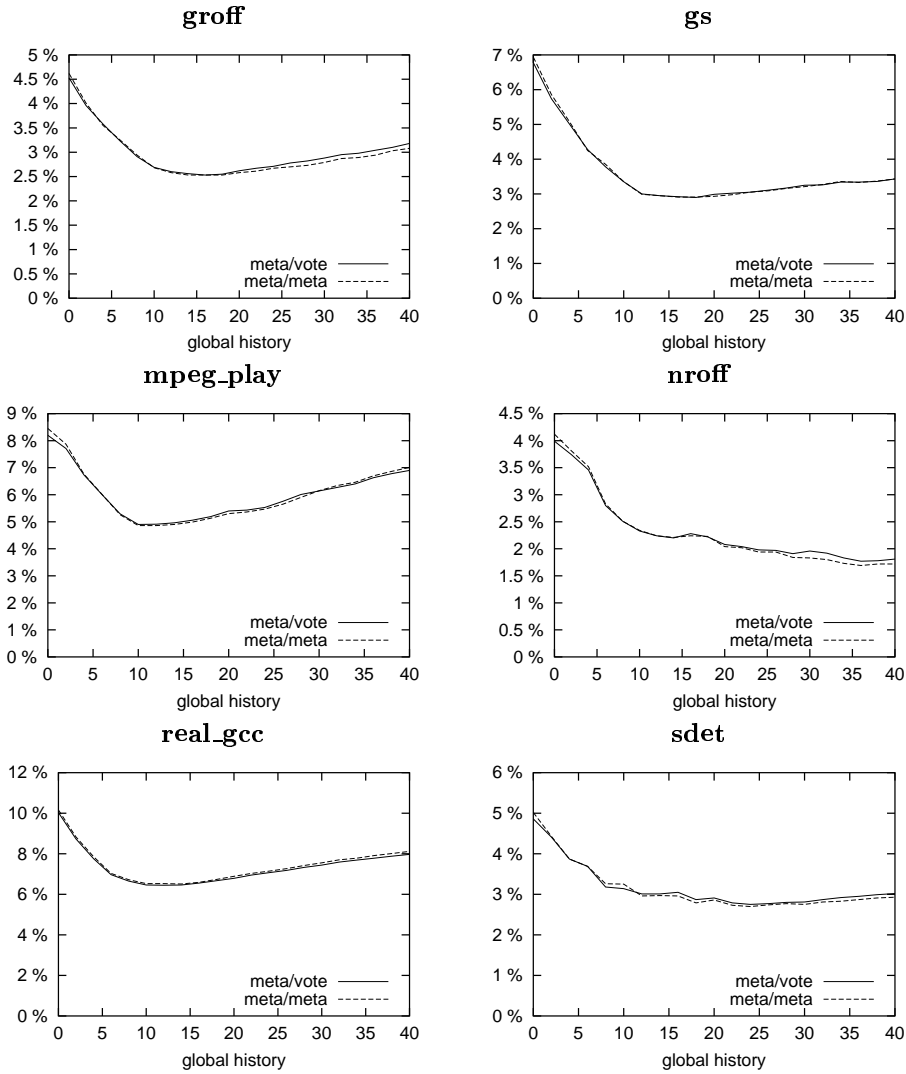 groff
5 %
4.5 %
4 %
3.5 %
3 %
2.5 %
2 %
1.5 %
1 %
0.5 %
0 %
meta/vote
meta/meta
0 5 10 15 20 25 30 35 40
global history
gs
7 %
6 %
5 %
4 %
3 %
2 %
1 %
0 %
meta/vote
meta/meta
0 5 10 15 20 25 30 35 40
global history
mpeg_play
9 %
8 %
7 %
6 %
5 %
4 %
3 %
2 %
1 %
0 %
meta/vote
meta/meta
0 5 10 15 20 25 30 35 40
global history
nroff
4.5 %
4 %
3.5 %
3 %
2.5 %
2 %
1.5 %
1 %
0.5 %
0 %
meta/vote
meta/meta
0 5 10 15 20 25 30 35 40
global history
real_gcc
12 %
10 %
8 %
6 %
4 %
2 %
0 %
meta/vote
meta/meta
0 5 10 15 20 25 30 35 40
global history
sdet
6 %
5 %
4 %
3 %
2 %
1 %
0 %
meta/vote
meta/meta
0 5 10 15 20 25 30 35 40
global history